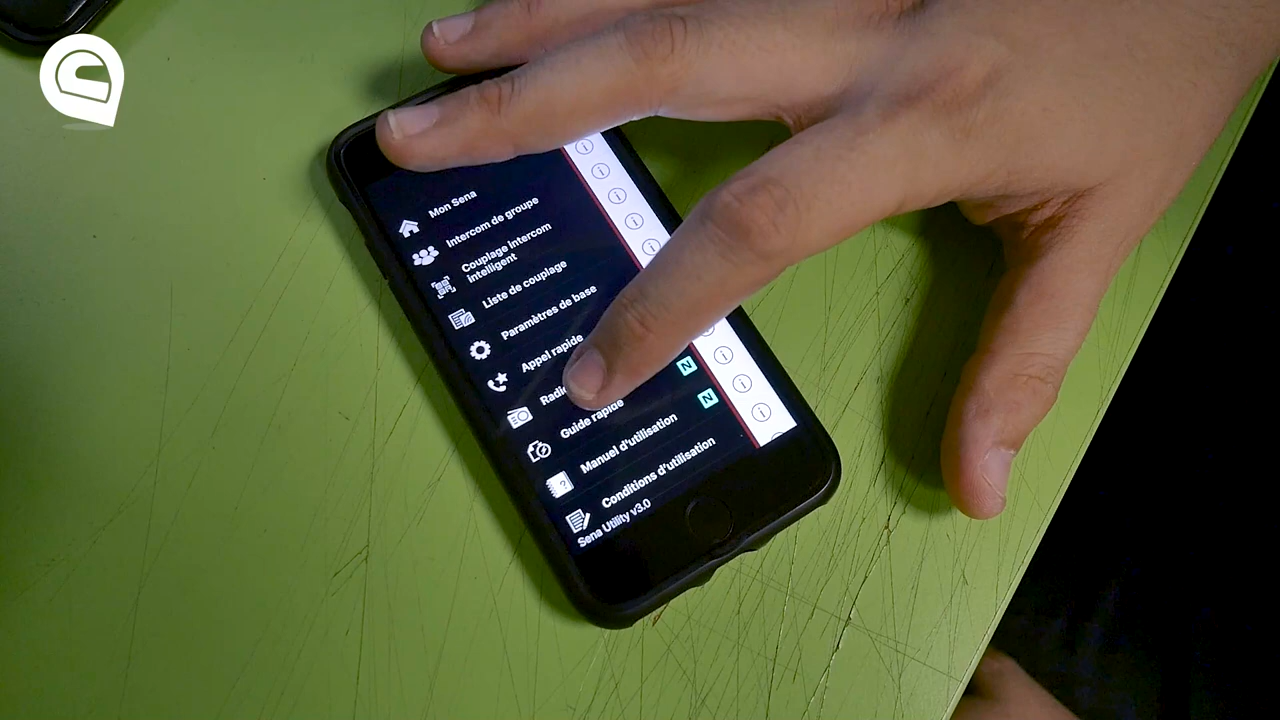 Mon Sena
Intercom de groupe
Couplage intercom
intelligent
Liste de couplage
Paramètres de base
Appel rapide
Guide rapide
N
Manuel d'utilisation
N
Conditions d'utilisation
Sena Utility v3.0